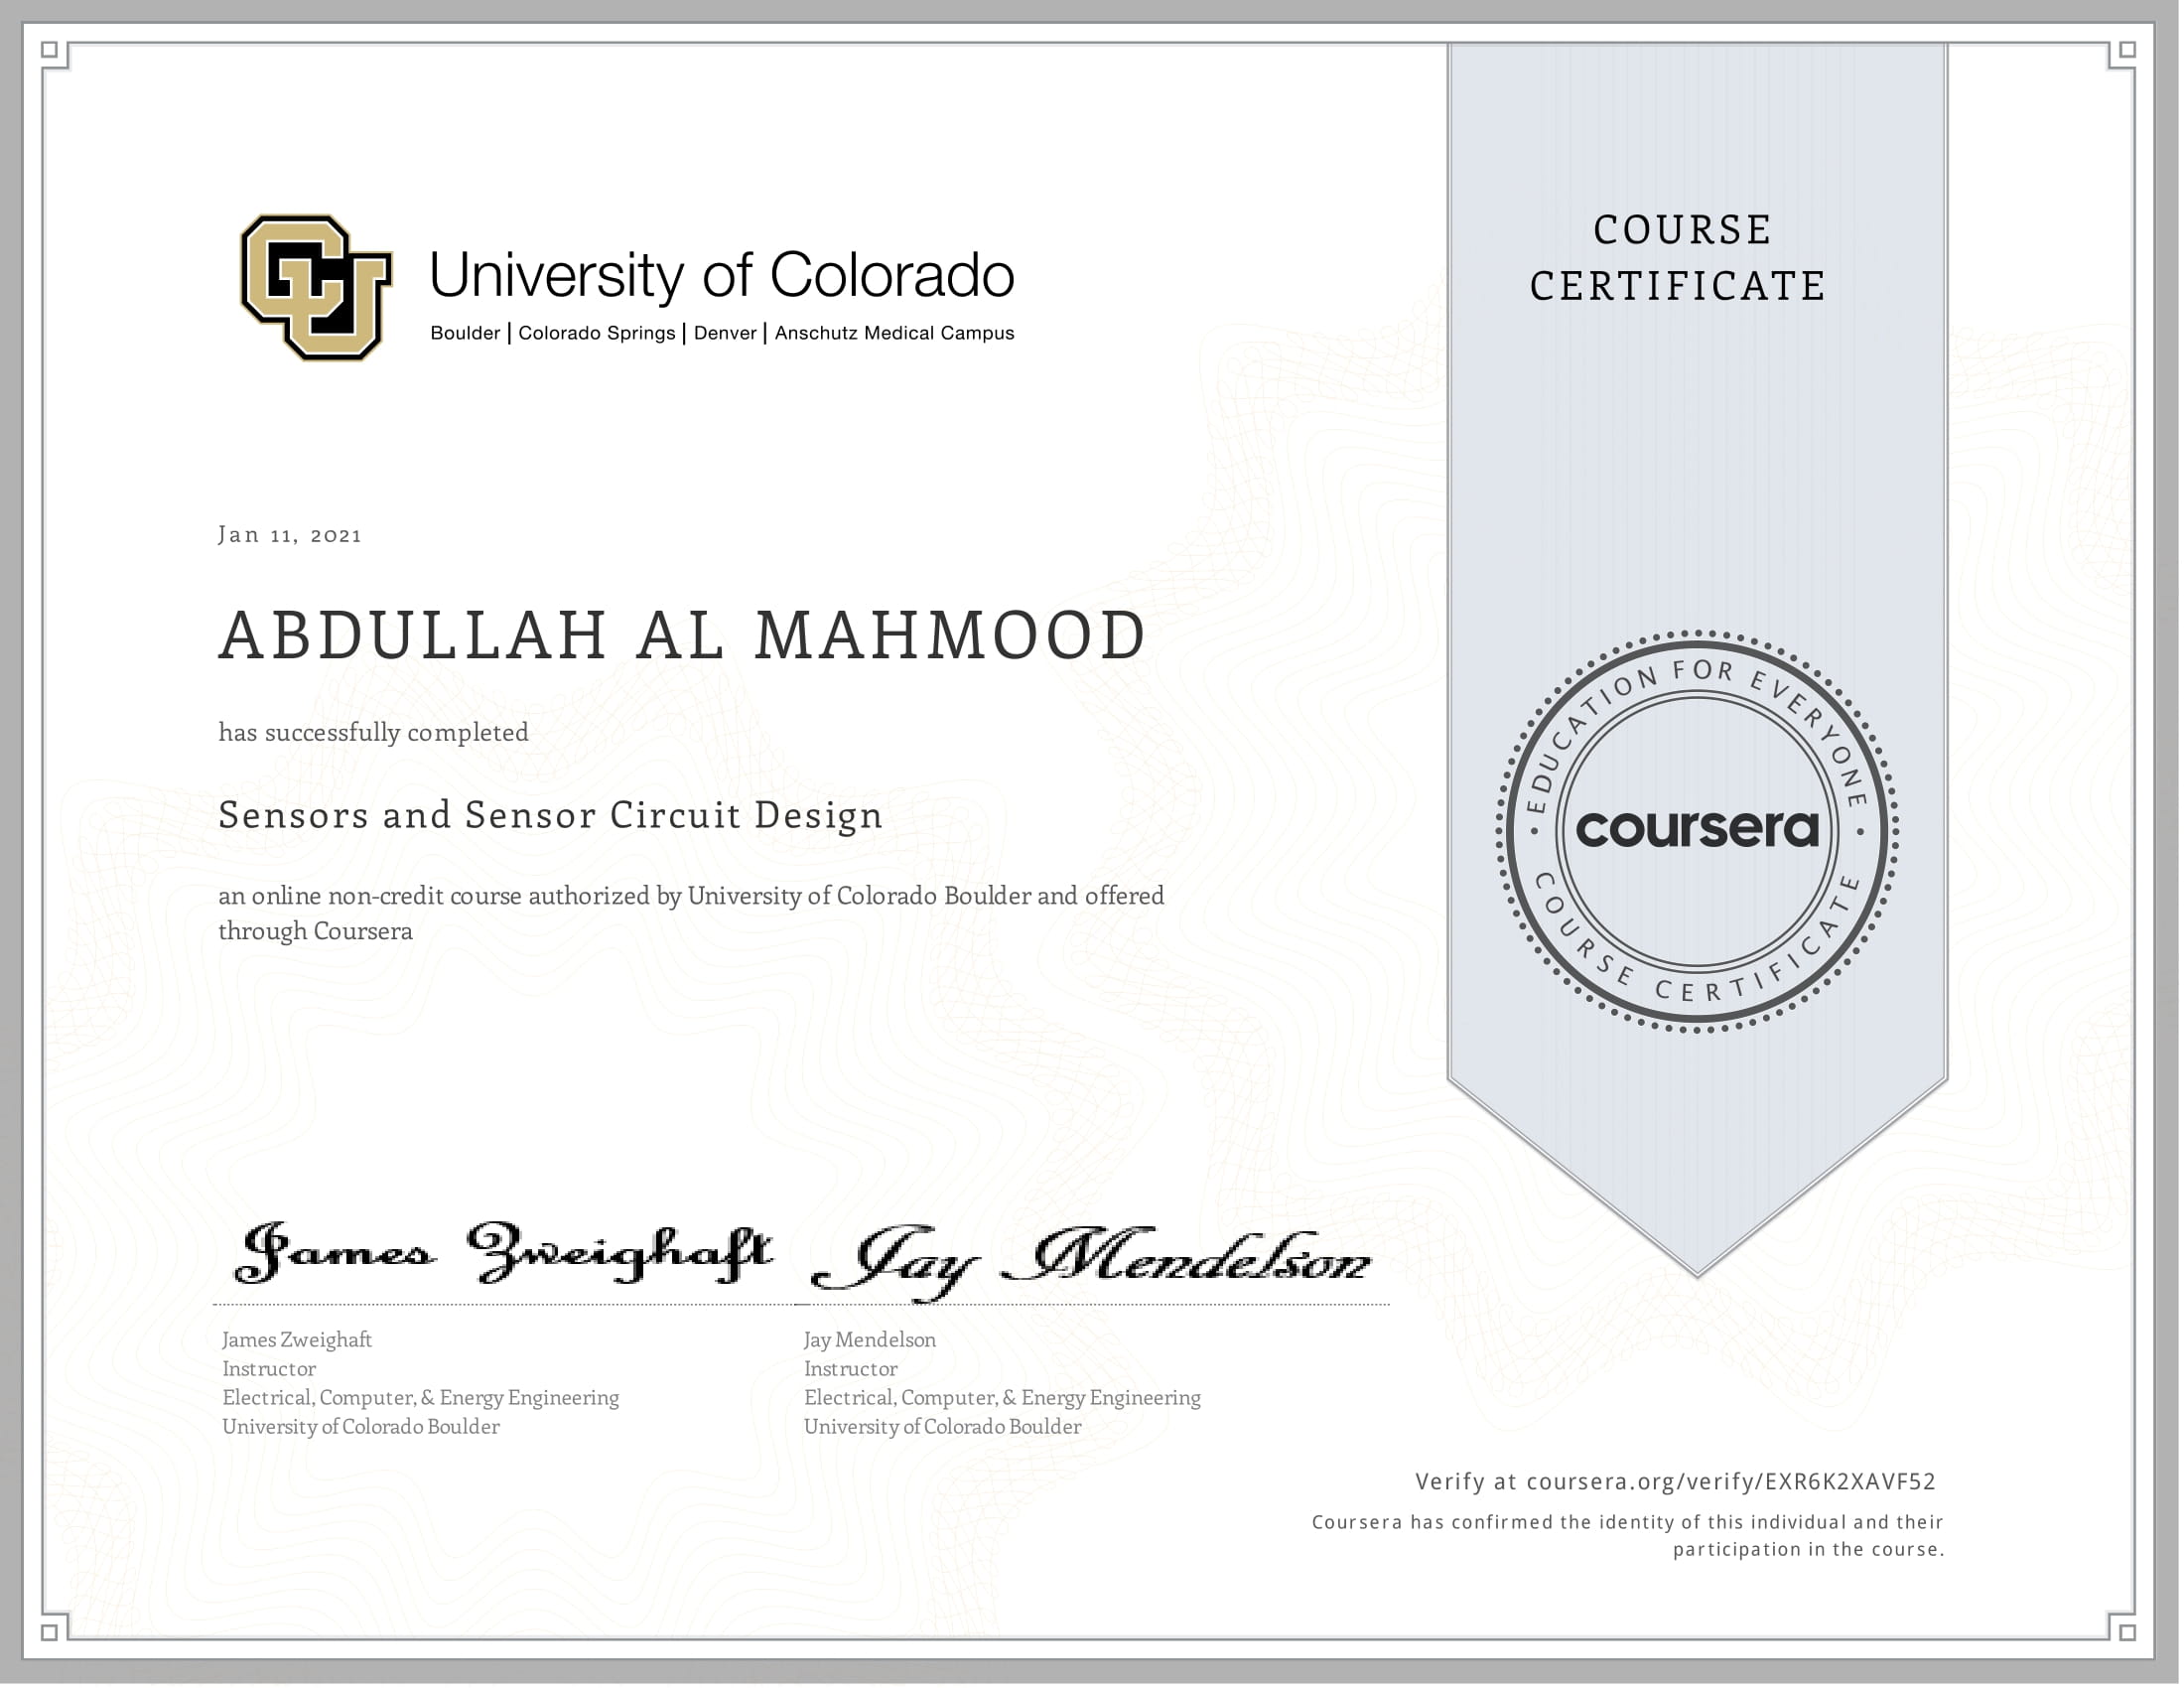 CU
University of Colorado
Boulder | Colorado Springs | Denver | Anschutz Medical Campus
COURSE
CERTIFICATE
Jan 11, 2021
ABDULLAH AL MAHMOOD
has successfully completed
Sensors and Sensor Circuit Design
an online non-credit course authorized by University of Colorado Boulder and offered
through Coursera
EDUCATION FOR EVERYONE
coursera
COURSE CERTIFICATE
James Zweighaft
James Zweighaft
Instructor
Electrical, Computer, & Energy Engineering
University of Colorado Boulder
Jay Mendelson
Jay Mendelson
Instructor
Electrical, Computer, & Energy Engineering
University of Colorado Boulder
Verify at coursera.org/verify/EXR6K2XAVF52
Coursera has confirmed the identity of this individual and their
participation in the course.